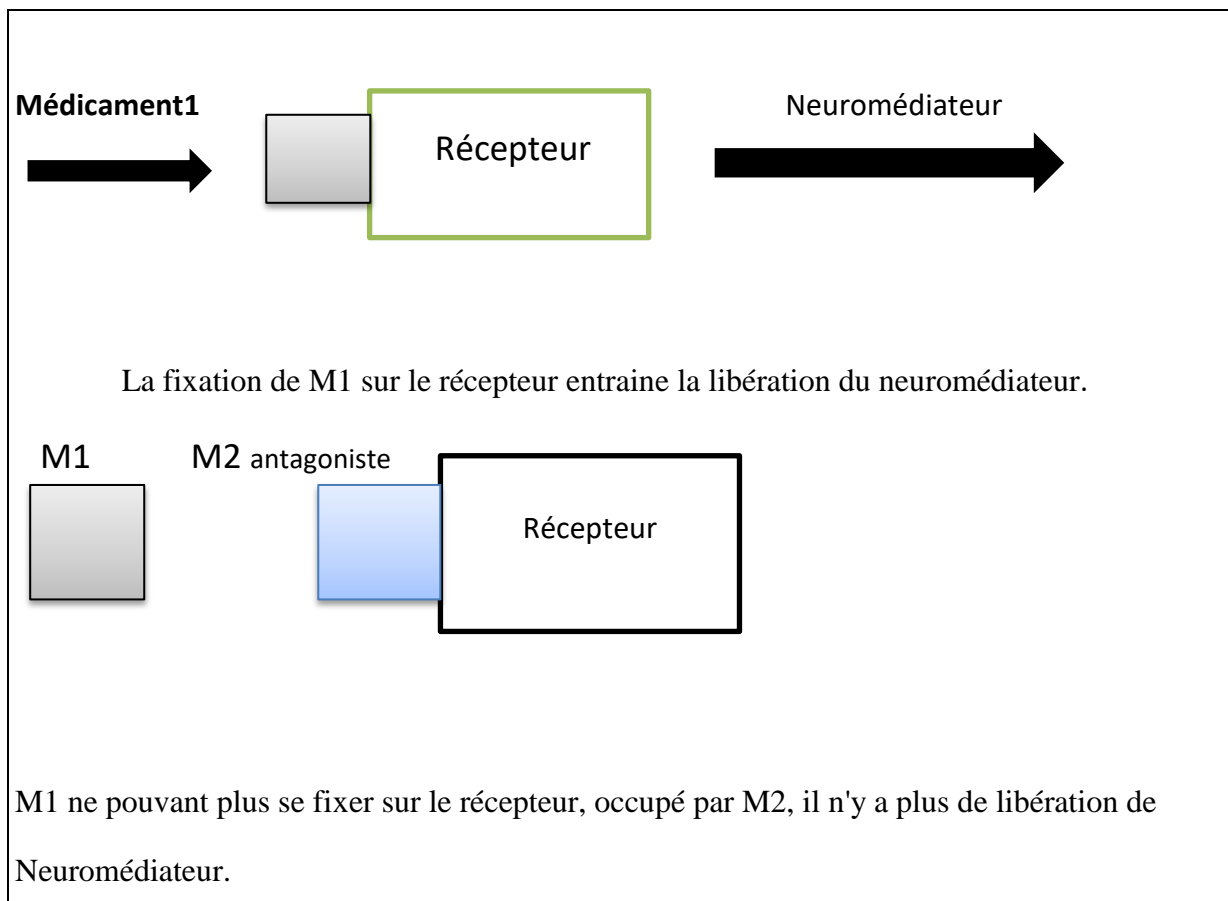 Médicament1
Récepteur
Neuromédiateur
La fixation de M1 sur le récepteur entraine la libération du neuromédiateur.
M1
M2 antagoniste
Récepteur
M1 ne pouvant plus se fixer sur le récepteur, occupé par M2, il n'y a plus de libération de
Neuromédiateur.